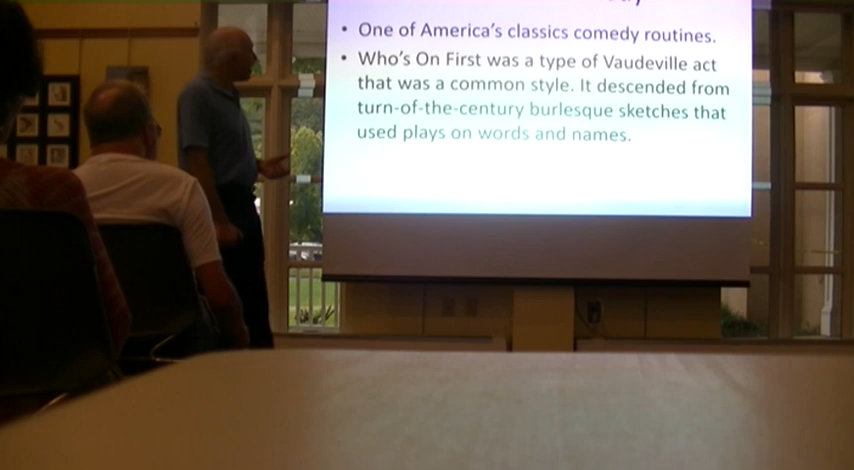 • One of America's classics comedy routines.
• Who's On First was a type of Vaudeville act
that was a common style. It descended from
turn-of-the-century burlesque sketches that
used plays on words and names.